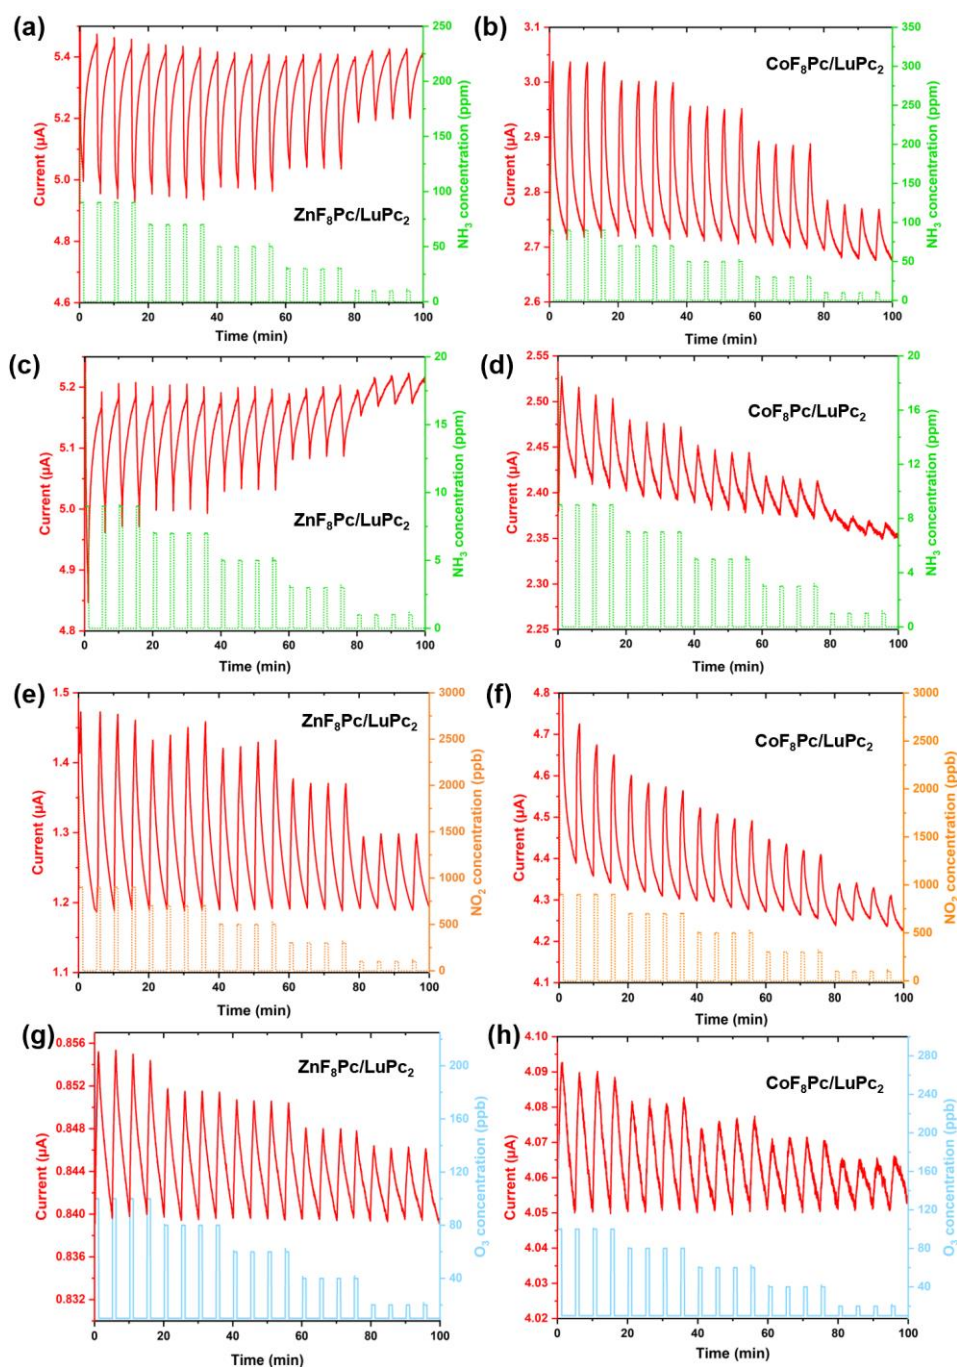 (a)
5.4
5.2
5.0
4.8
4.6
Current (µA)
ZnF₈Pc/LuPc₂
250
200
150
100
50
0
NH₃ concentration (ppm)
0 20 40 60 80 100
Time (min)
(b)
3.1
3.0
2.9
2.8
2.7
2.6
Current (µA)
CoF₈Pc/LuPc₂
350
300
250
200
150
100
50
0
NH₃ concentration (ppm)
0 20 40 60 80 100
Time (min)
(c)
5.2
5.1
5.0
4.9
4.8
Current (µA)
ZnF₈Pc/LuPc₂
20
15
10
5
0
NH₃ concentration (ppm)
0 20 40 60 80 100
Time (min)
(d)
2.55
2.50
2.45
2.40
2.35
2.30
2.25
Current (µA)
CoF₈Pc/LuPc₂
20
16
12
8
4
0
NH₃ concentration (ppm)
0 20 40 60 80 100
Time (min)
(e)
1.5
1.4
1.3
1.2
1.1
Current (µA)
ZnF₈Pc/LuPc₂
3000
2500
2000
1500
1000
500
0
NO₂ concentration (ppb)
0 20 40 60 80 100
Time (min)
(f)
4.8
4.7
4.6
4.5
4.4
4.3
4.2
4.1
Current (µA)
CoF₈Pc/LuPc₂
3000
2500
2000
1500
1000
500
0
NO₂ concentration (ppb)
0 20 40 60 80 100
Time (min)
(g)
0.856
0.852
0.848
0.844
0.840
0.836
0.832
Current (µA)
ZnF₈Pc/LuPc₂
200
160
120
80
40
O₃ concentration (ppb)
0 20 40 60 80 100
Time (min)
(h)
4.10
4.09
4.08
4.07
4.06
4.05
4.04
4.03
4.02
Current (µA)
CoF₈Pc/LuPc₂
280
240
200
160
120
80
40
O₃ concentration (ppb)
0 20 40 60 80 100
Time (min)